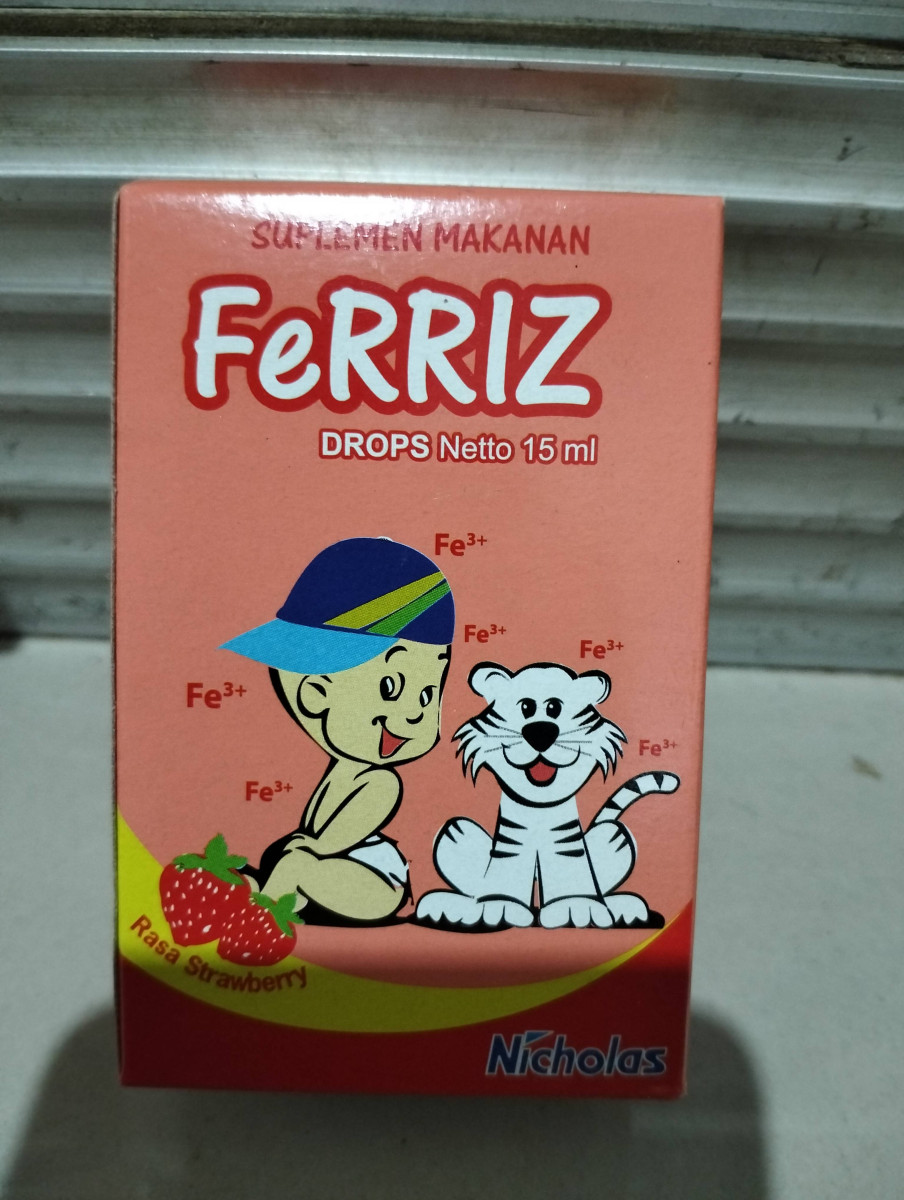 SUPLEMEN MAKANAN
FeRRIZ
DROPS Netto 15 ml
Fe³⁺
Fe³⁺
Fe³⁺
Fe³⁺
Fe³⁺
Fe³⁺
Rasa Strawberry
Nicholas